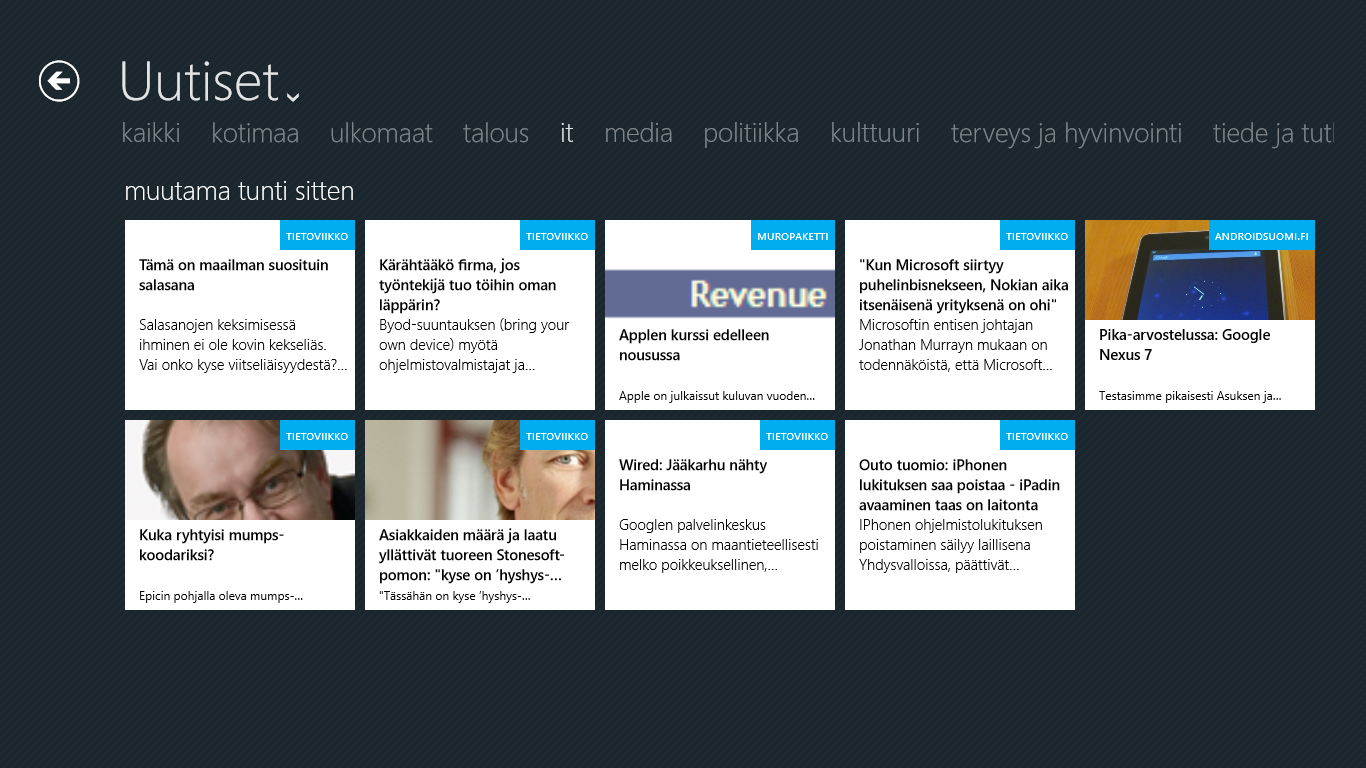 Uutiset
kaikki kotimaa ulkomaat talous it media politiikka kulttuuri terveys ja hyvinvointi tiede ja tut
muutama tunti sitten
TIETOVIIKKO
Tämä on maailman suosituin
salasana
Salasanojen keksimisessä
ihminen ei ole kovin kekseliäs.
Vai onko kyse viitseliäisyydestä?...
TIETOVIIKKO
Kärähtääkö firma, jos
työntekijä tuo töihin oman
läppärin?
Byod-suuntauksen (bring your
own device) myötä
ohjelmistovalmistajat ja...
MUROPAKETTI
Revenue
Applen kurssi edelleen
nousussa
Apple on julkaissut kuluvan vuoden...
TIETOVIIKKO
"Kun Microsoft siirtyy
puhelinbisnekseen, Nokian aika
itsenäisenä yrityksenä on ohi"
Microsoftin entisen johtajan
Jonathan Murrayn mukaan on
todennäköistä, että Microsoft...
ANDROIDSUOMI.FI
Pika-arvostelussa: Google
Nexus 7
Testasimme pikaisesti Asuksen ja...
TIETOVIIKKO
Kuka ryhtyisi mumps-
koodariksi?
Epicin pohjalla oleva mumps-...
TIETOVIIKKO
Asiakkaiden määrä ja laatu
yllättivät tuoreen Stonesoft-
pomon: "kyse on ’hyshys-...
"Tässähän on kyse ’hyshys-...
TIETOVIIKKO
Wired: Jääkarhu nähty
Haminassa
Googlen palvelinkeskus
Haminassa on maantieteellisesti
melko poikkeuksellinen,...
TIETOVIIKKO
Outo tuomio: iPhonen
lukituksen saa poistaa - iPadin
avaaminen taas on laitonta
IPhonen ohjelmistolukituksen
poistaminen säilyy laillisena
Yhdysvalloissa, päättivät...